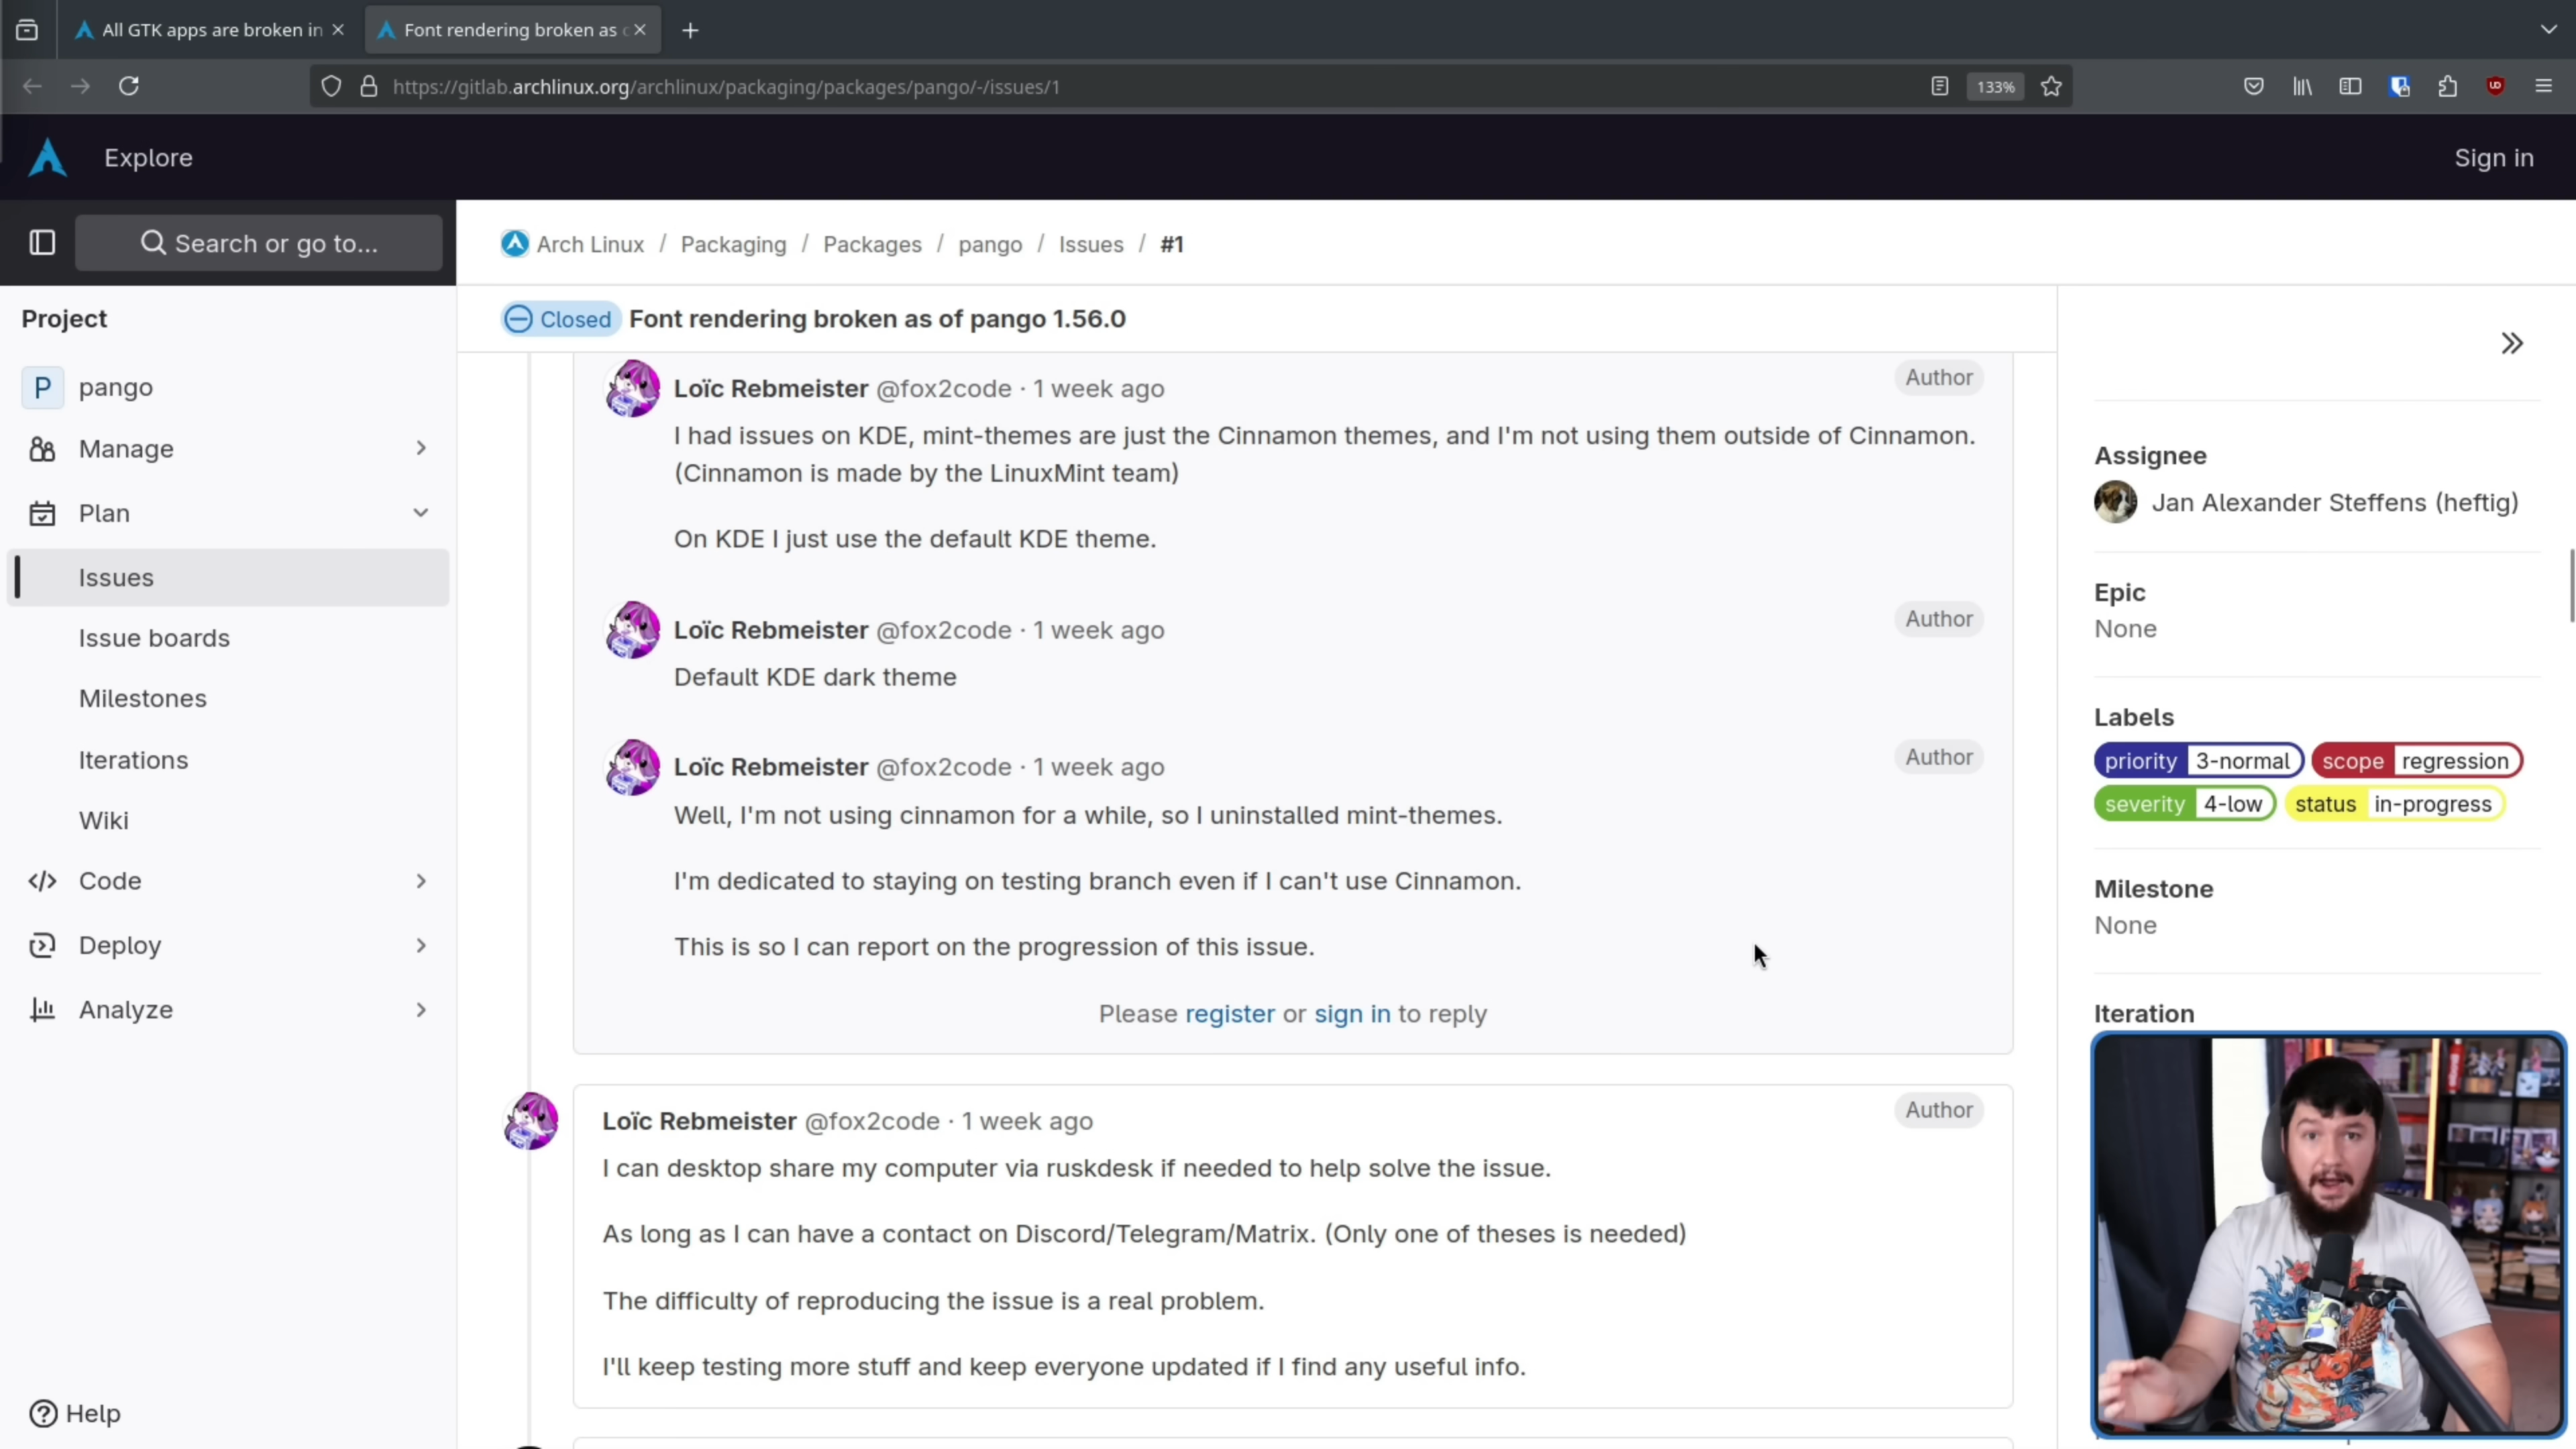 All GTK apps are broken in
Font rendering broken as
https://gitlab.archlinux.org/archlinux/packaging/packages/pango/-/issues/1
133%
Explore
Sign in
Search or go to...
Arch Linux / Packaging / Packages / pango / Issues / #1
Project
P pango
Manage
Plan
Issues
Issue boards
Milestones
Iterations
Wiki
Code
Deploy
Analyze
Help
Closed Font rendering broken as of pango 1.56.0
Loïc Rebmeister @fox2code · 1 week ago
Author
I had issues on KDE, mint-themes are just the Cinnamon themes, and I'm not using them outside of Cinnamon.
(Cinnamon is made by the LinuxMint team)
On KDE I just use the default KDE theme.
Loïc Rebmeister @fox2code · 1 week ago
Author
Default KDE dark theme
Loïc Rebmeister @fox2code · 1 week ago
Author
Well, I'm not using cinnamon for a while, so I uninstalled mint-themes.
I'm dedicated to staying on testing branch even if I can't use Cinnamon.
This is so I can report on the progression of this issue.
Please register or sign in to reply
Loïc Rebmeister @fox2code · 1 week ago
Author
I can desktop share my computer via ruskdesk if needed to help solve the issue.
As long as I can have a contact on Discord/Telegram/Matrix. (Only one of theses is needed)
The difficulty of reproducing the issue is a real problem.
I'll keep testing more stuff and keep everyone updated if I find any useful info.
Assignee
Jan Alexander Steffens (heftig)
Epic
None
Labels
priority 3-normal scope regression
severity 4-low status in-progress
Milestone
None
Iteration